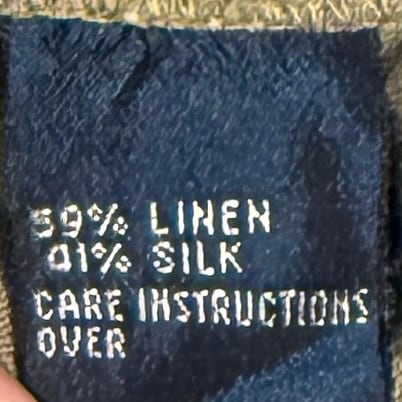 59% LINEN
41% SILK
CARE INSTRUCTIONS
OVER